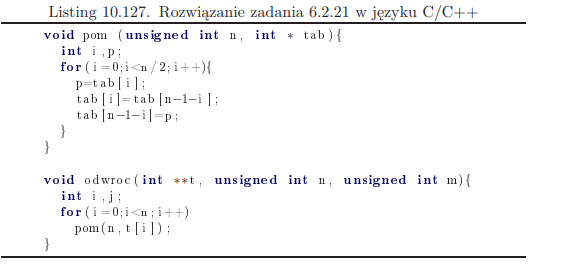 Listing 10.127. Rozwiązanie zadania 6.2.21 w języku C/C++
void pom (unsigned int n, int * tab){
int i,p;
for(i=0;i<n/2;i++){
p=tab[i];
tab[i]=tab[n−1−i];
tab[n−1−i]=p;
}
}
void odwroc(int **t, unsigned int n, unsigned int m){
int i,j;
for(i=0;i<n;i++)
pom(n,t[i]);
}